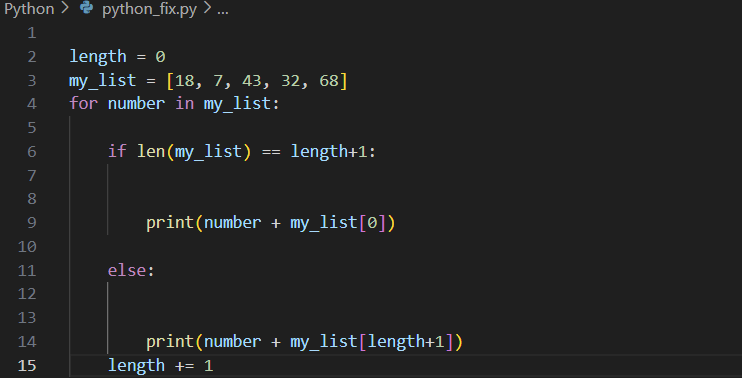 Python > python_fix.py > ...
1
2 length = 0
3 my_list = [18, 7, 43, 32, 68]
4 for number in my_list:
5
6     if len(my_list) == length+1:
7
8
9         print(number + my_list[0])
10
11     else:
12
13
14         print(number + my_list[length+1])
15     length += 1